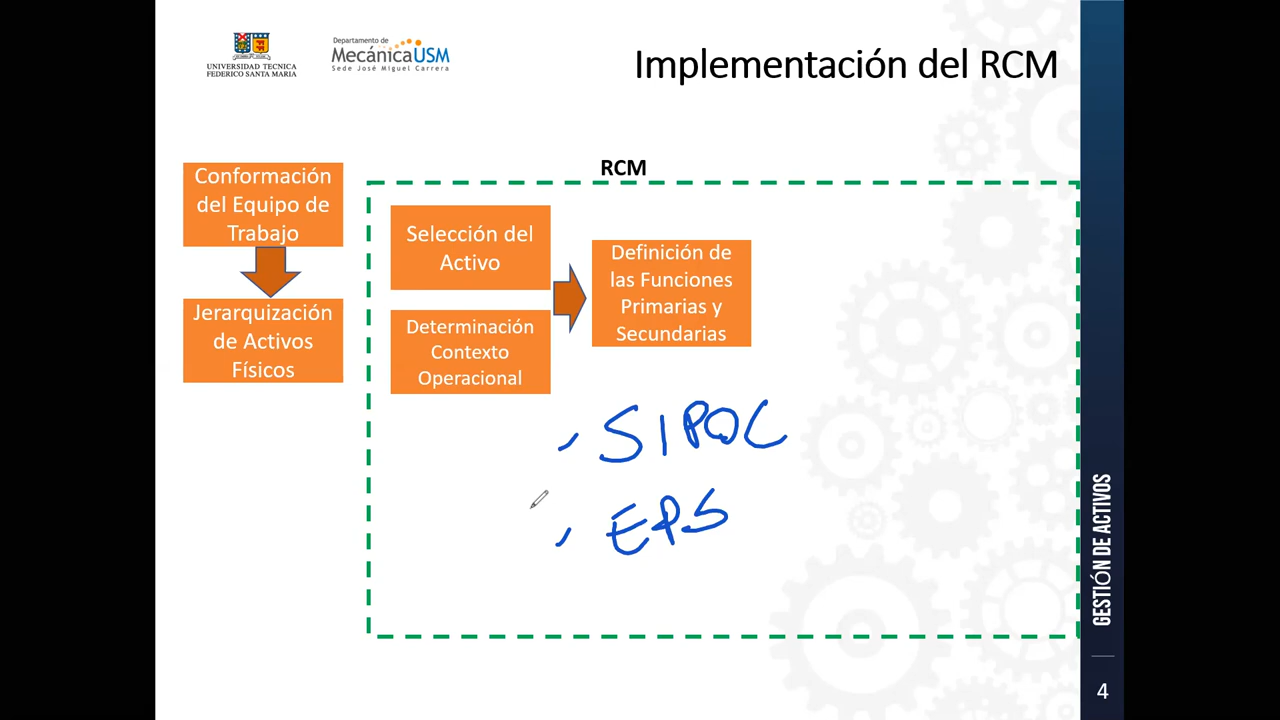 UNIVERSIDAD TECNICA
FEDERICO SANTA MARIA
Departamento de
MecánicaUSM
Sede José Miguel Carrera
Implementación del RCM
RCM
Conformación
del Equipo de
Trabajo
Jerarquización
de Activos
Físicos
Selección del
Activo
Determinación
Contexto
Operacional
Definición de
las Funciones
Primarias y
Secundarias
SIPOC
EPS
GESTIÓN DE ACTIVOS
4